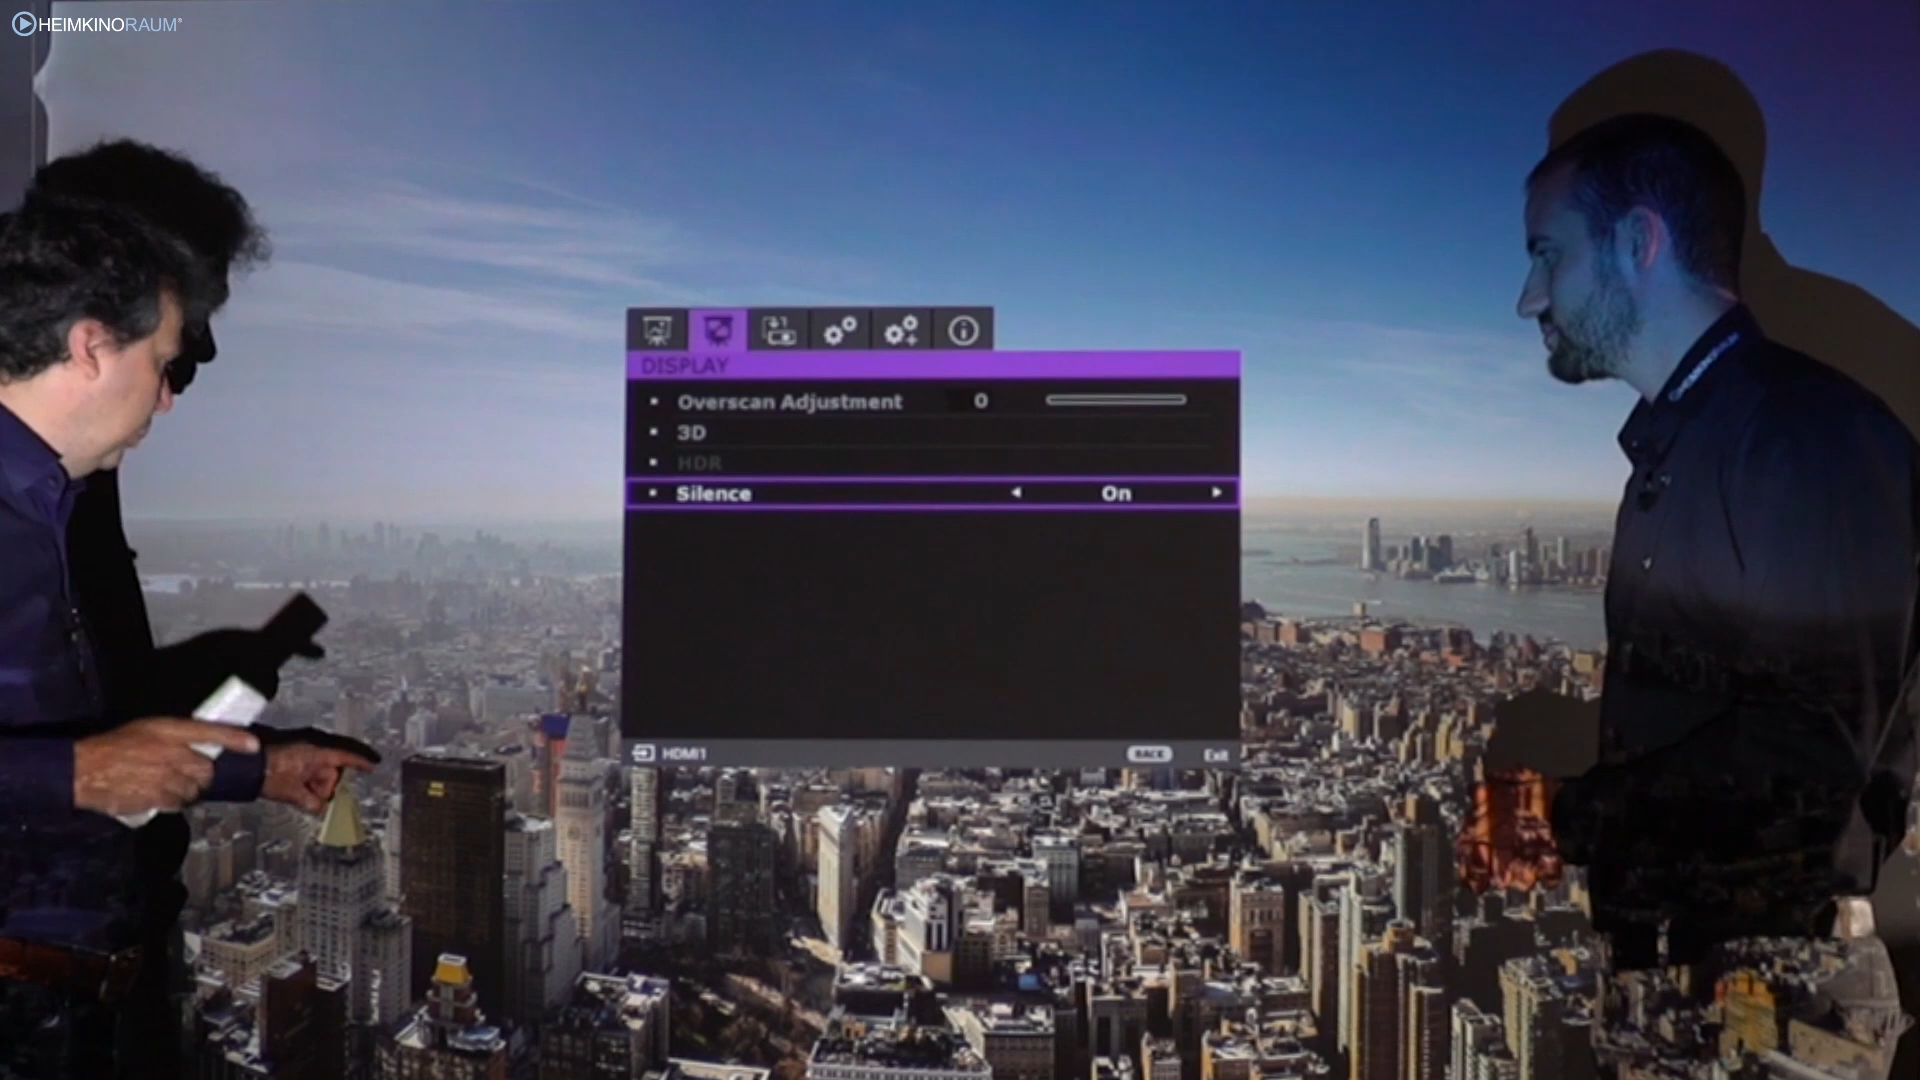 HEIMKINORAUM®
DISPLAY
Overscan Adjustment 0
3D
HDR
Silence On
HDMI1 BACK Exit